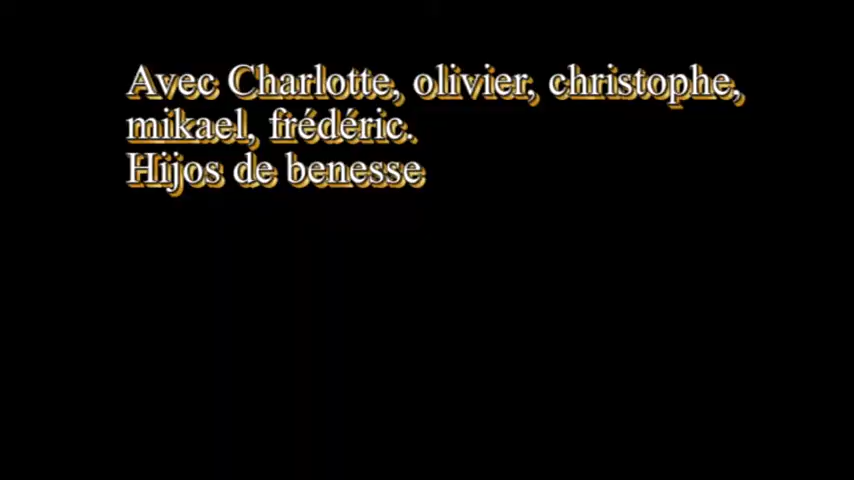 Avec Charlotte, olivier, christophe,
mikael, frédéric.
Hijos de benesse